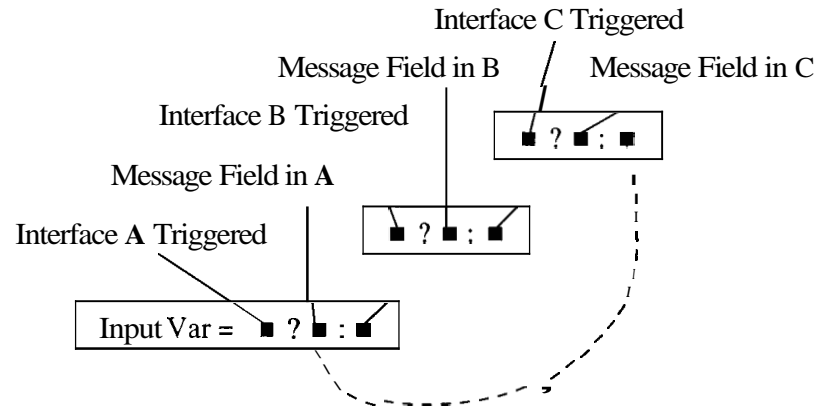 Interface C Triggered
Message Field in B
Message Field in C
Interface B Triggered
■ ? ■ : ■
Message Field in A
■ ? ■ : ■
Interface A Triggered
Input Var = ■ ? ■ : ■